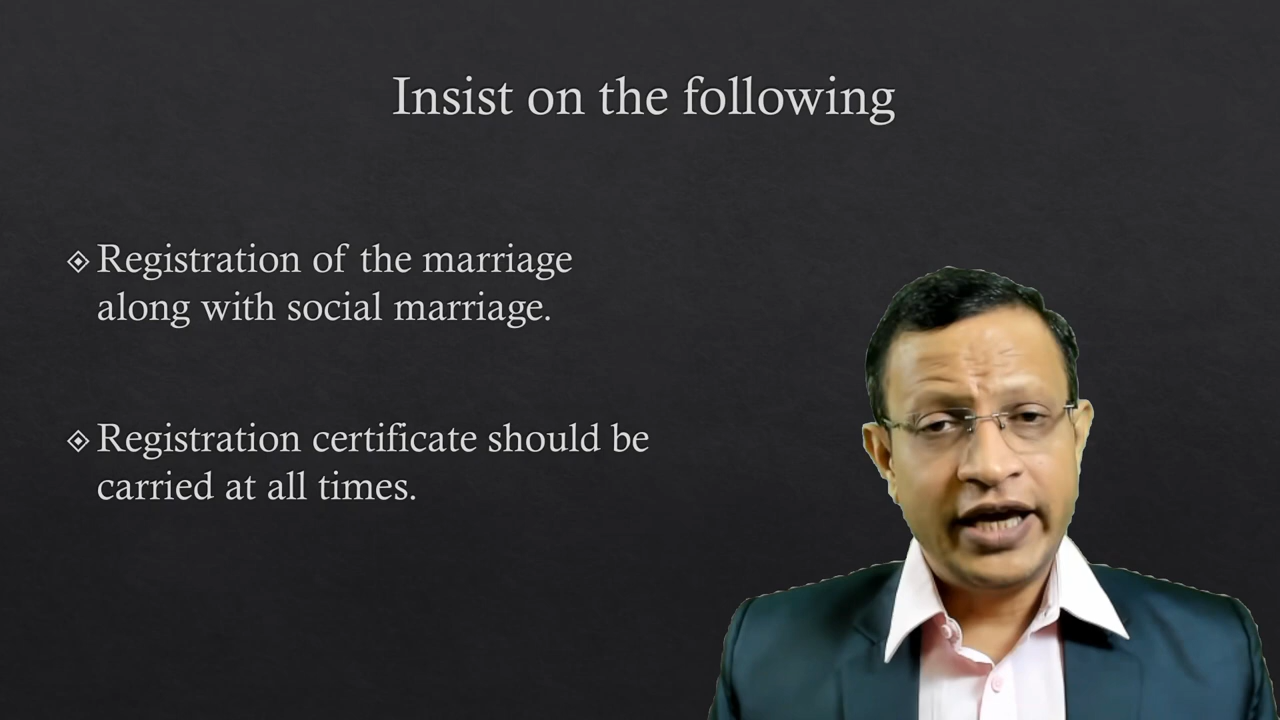 Insist on the following
Registration of the marriage
along with social marriage.
Registration certificate should be
carried at all times.